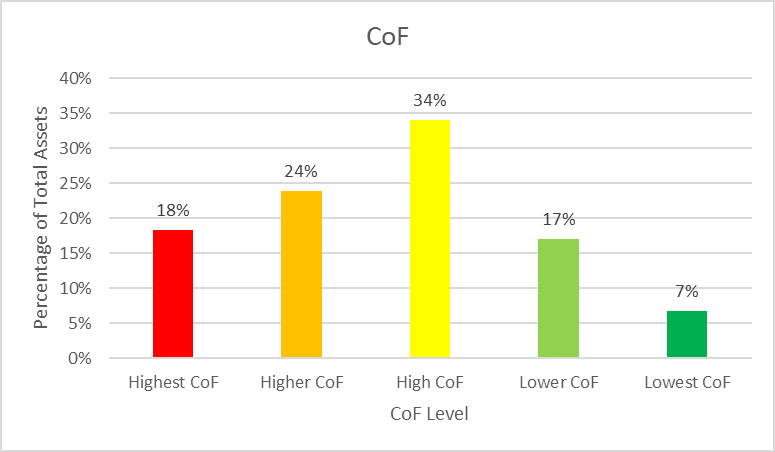 CoF
Percentage of Total Assets
40%
35%
30%
25%
20%
15%
10%
5%
0%
18%
24%
34%
17%
7%
Highest CoF
Higher CoF
High CoF
Lower CoF
Lowest CoF
CoF Level